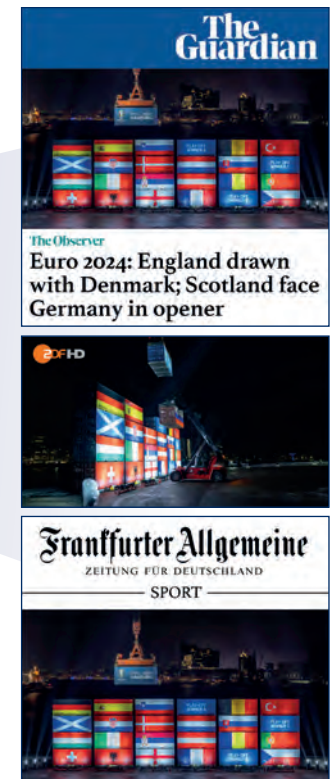 The
Guardian
The Observer
Euro 2024: England drawn
with Denmark; Scotland face
Germany in opener
ZDF HD
Frankfurter Allgemeine
ZEITUNG FÜR DEUTSCHLAND
SPORT